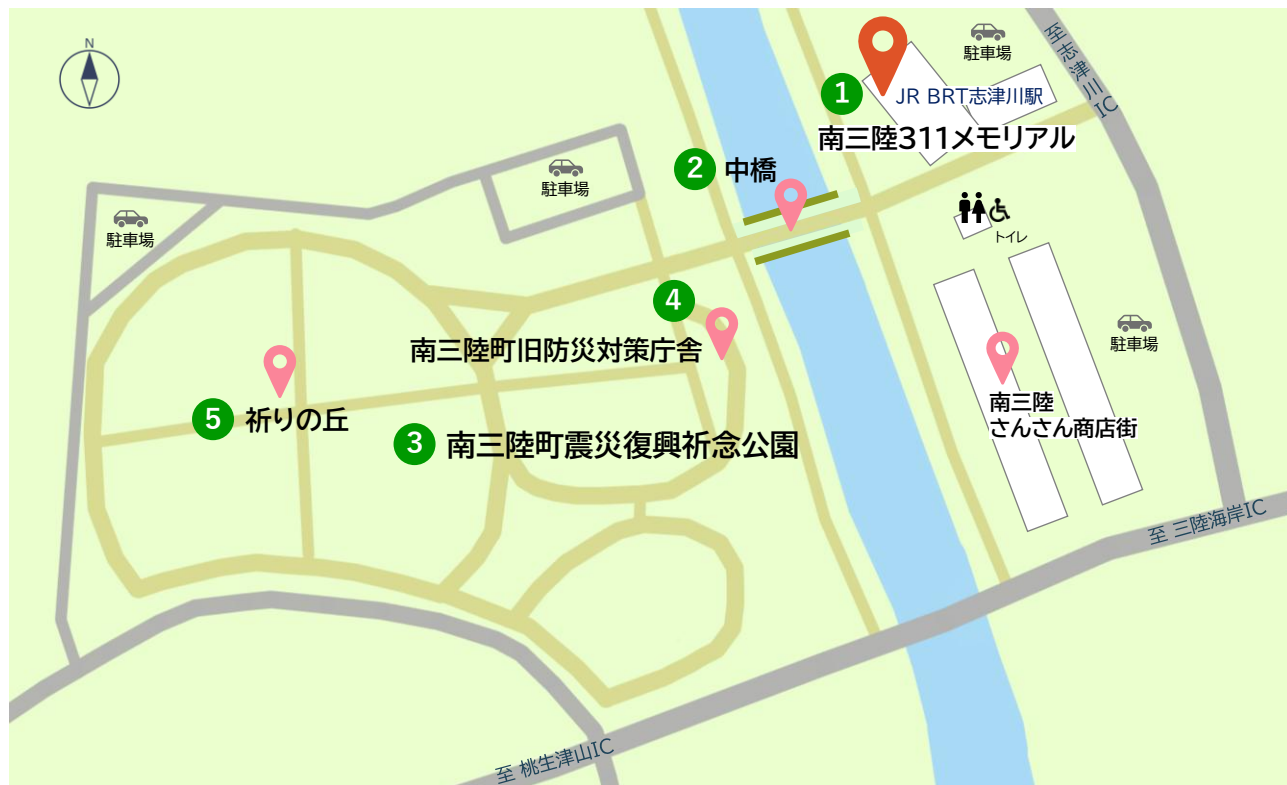 N
駐車場
至志津川IC
1
JR BRT志津川駅
南三陸311メモリアル
2 中橋
駐車場
駐車場
トイレ
4
南三陸町旧防災対策庁舎
駐車場
5 祈りの丘
3 南三陸町震災復興祈念公園
南三陸
さんさん商店街
至 三陸海岸IC
至 桃生津山IC